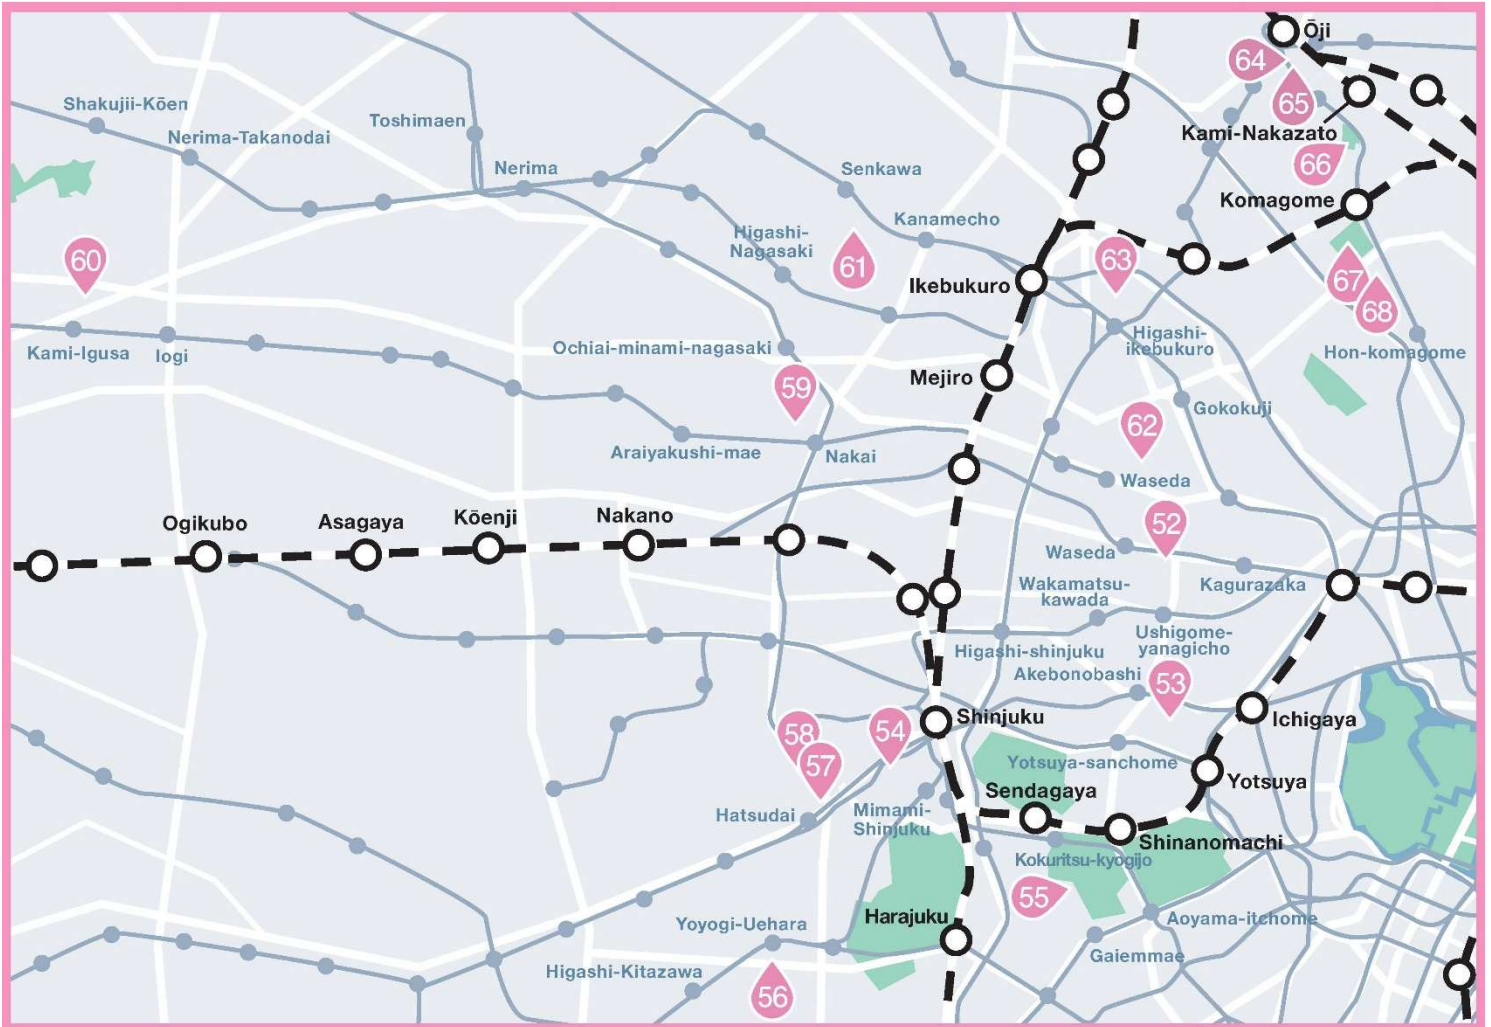 Ōji
64
65
Shakujii-Kōen
Toshimaen
Nerima-Takanodai
Kami-Nakazato
66
Nerima
Senkawa
Komagome
Kanamecho
Higashi-
Nagasaki
60
61
63
67
68
Ikebukuro
Higashi-
ikebukuro
Kami-Igusa
Iogi
Ochiai-minami-nagasaki
Hon-komagome
Mejiro
59
Gokokuji
62
Araiyakushi-mae
Nakai
Waseda
Ogikubo
Asagaya
Kōenji
Nakano
52
Waseda
Wakamatsu-
kawada
Kagurazaka
Ushigome-
yanagicho
Higashi-shinjuku
Akebonobashi
53
Shinjuku
Ichigaya
58
57
54
Yotsuya-sanchome
Yotsuya
Sendagaya
Hatsudai
Mimami-
Shinjuku
Shinanomachi
Kokuritsu-kyogijo
55
Harajuku
Yoyogi-Uehara
Aoyama-itchome
Gaiemmae
Higashi-Kitazawa
56